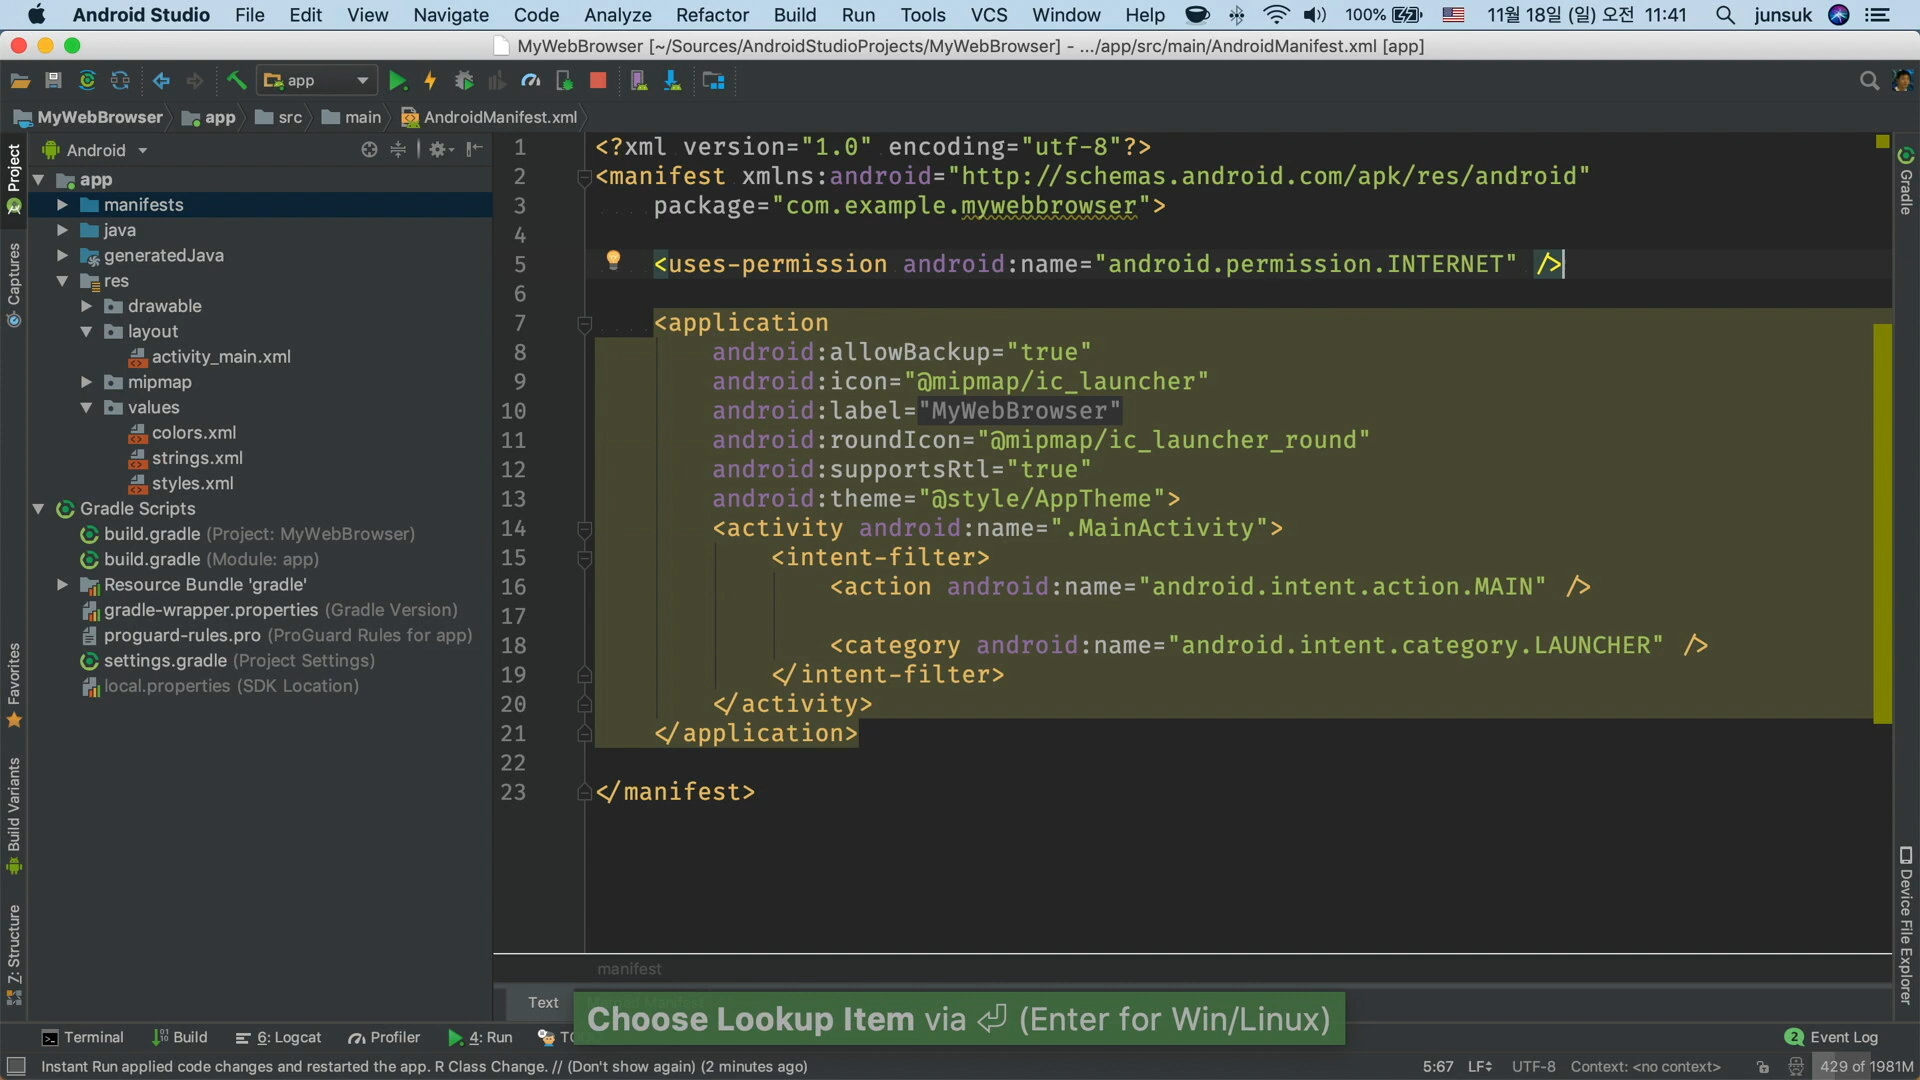 Android Studio File Edit View Navigate Code Analyze Refactor Build Run Tools VCS Window Help 100% 11월 18일 (일) 오전 11:41 junsuk
MyWebBrowser [~/Sources/AndroidStudioProjects/MyWebBrowser] - .../app/src/main/AndroidManifest.xml [app]
app
MyWebBrowser app src main AndroidManifest.xml
Project
Captures
Favorites
Build Variants
Z: Structure
Android
app
manifests
java
generatedJava
res
drawable
layout
activity_main.xml
mipmap
values
colors.xml
strings.xml
styles.xml
Gradle Scripts
build.gradle (Project: MyWebBrowser)
build.gradle (Module: app)
Resource Bundle 'gradle'
gradle-wrapper.properties (Gradle Version)
proguard-rules.pro (ProGuard Rules for app)
settings.gradle (Project Settings)
local.properties (SDK Location)
1 <?xml version="1.0" encoding="utf-8"?>
2 <manifest xmlns:android="http://schemas.android.com/apk/res/android"
3 package="com.example.mywebbrowser">
4
5 <uses-permission android:name="android.permission.INTERNET" />
6
7 <application
8 android:allowBackup="true"
9 android:icon="@mipmap/ic_launcher"
10 android:label="MyWebBrowser"
11 android:roundIcon="@mipmap/ic_launcher_round"
12 android:supportsRtl="true"
13 android:theme="@style/AppTheme">
14 <activity android:name=".MainActivity">
15 <intent-filter>
16 <action android:name="android.intent.action.MAIN" />
17
18 <category android:name="android.intent.category.LAUNCHER" />
19 </intent-filter>
20 </activity>
21 </application>
22
23 </manifest>
Gradle
Device File Explorer
manifest
Text
Choose Lookup Item via ⏎ (Enter for Win/Linux)
Terminal Build 6: Logcat Profiler 4: Run 2 Event Log
Instant Run applied code changes and restarted the app. R Class Change. // (Don't show again) (2 minutes ago) 5:67 LF÷ UTF-8 Context: <no context> 429 of 1981M